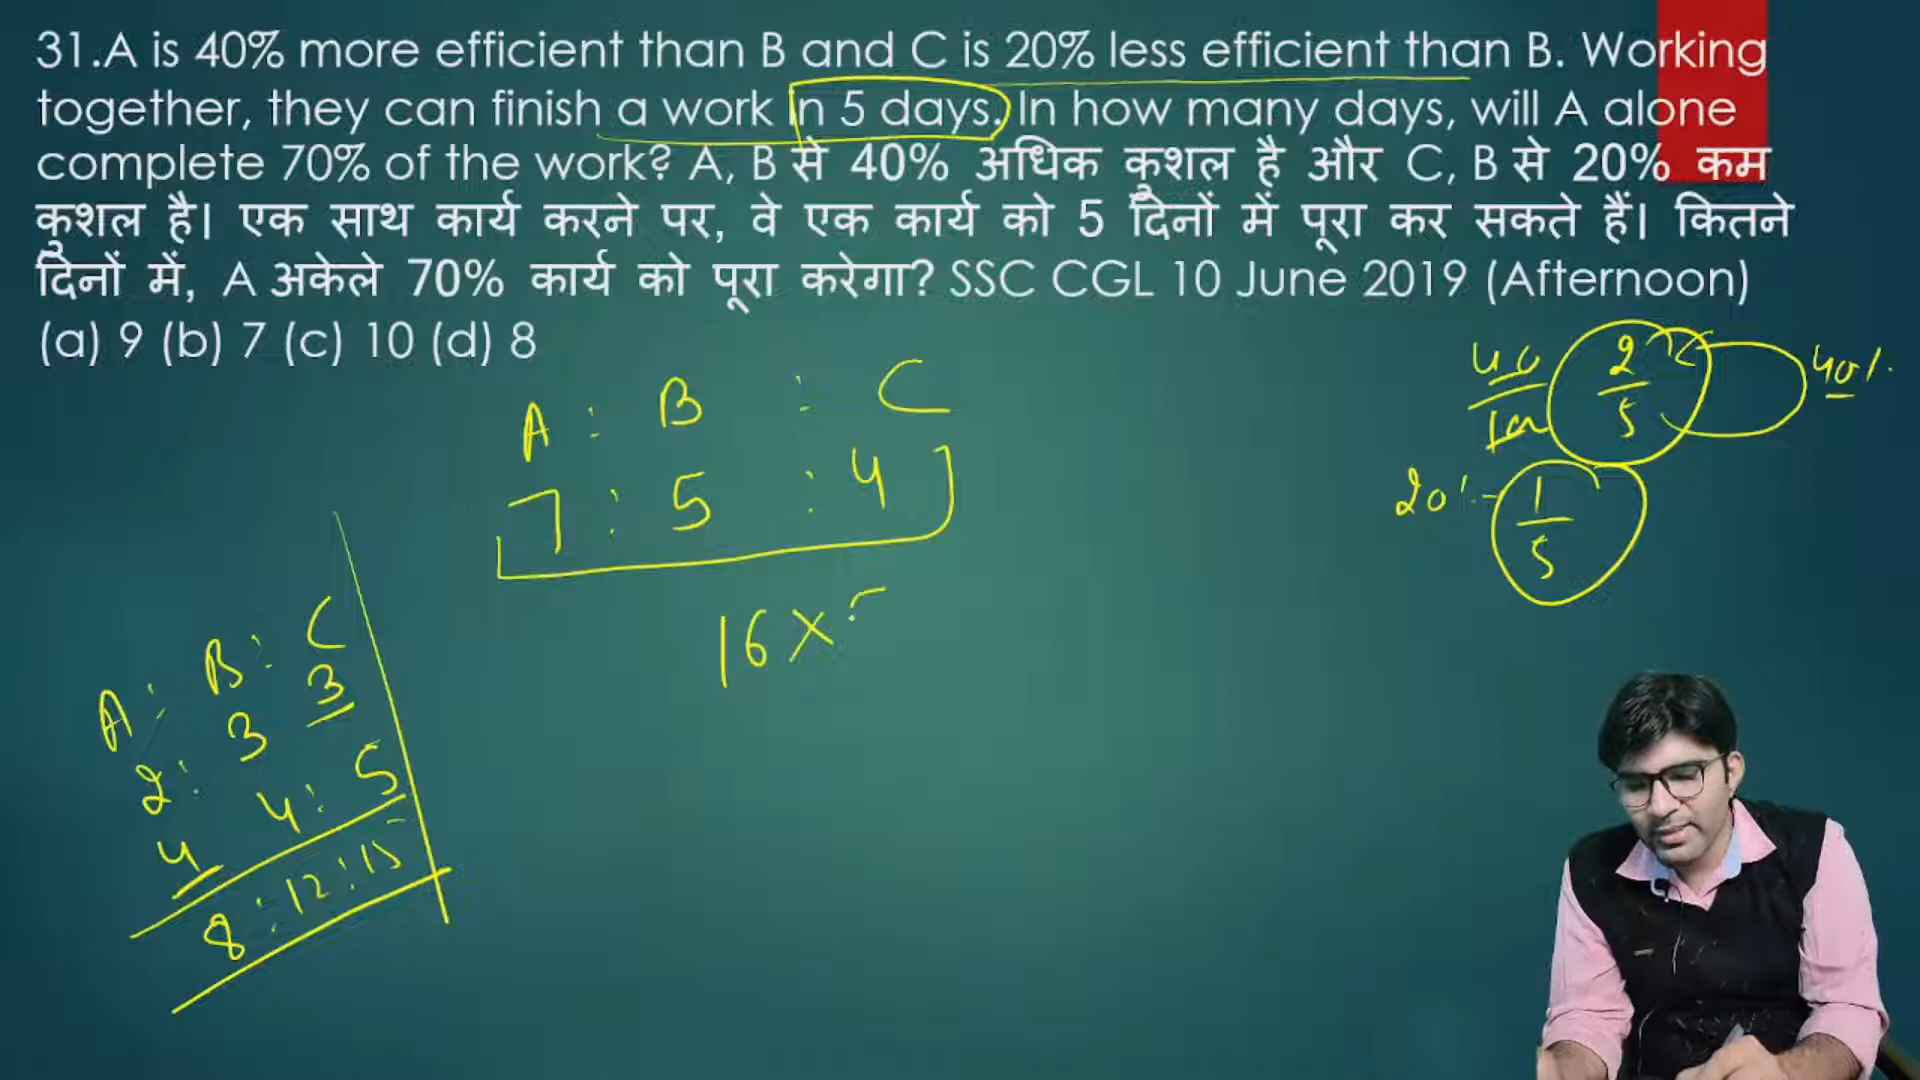 31.A is 40% more efficient than B and C is 20% less efficient than B. Working
together, they can finish a work in 5 days. In how many days, will A alone
complete 70% of the work? A, B से 40% अधिक कुशल है और C, B से 20% कम
कुशल है। एक साथ कार्य करने पर, वे एक कार्य को 5 दिनों में पूरा कर सकते हैं। कितने
दिनों में, A अकेले 70% कार्य को पूरा करेगा? SSC CGL 10 June 2019 (Afternoon)
(a) 9 (b) 7 (c) 10 (d) 8
A : B : C
7 : 5 : 4
16 x
40 2 40%
100 5
20% 1
5
A : B : C
2 : 3 3
4 4 : 5
8 : 12 : 15